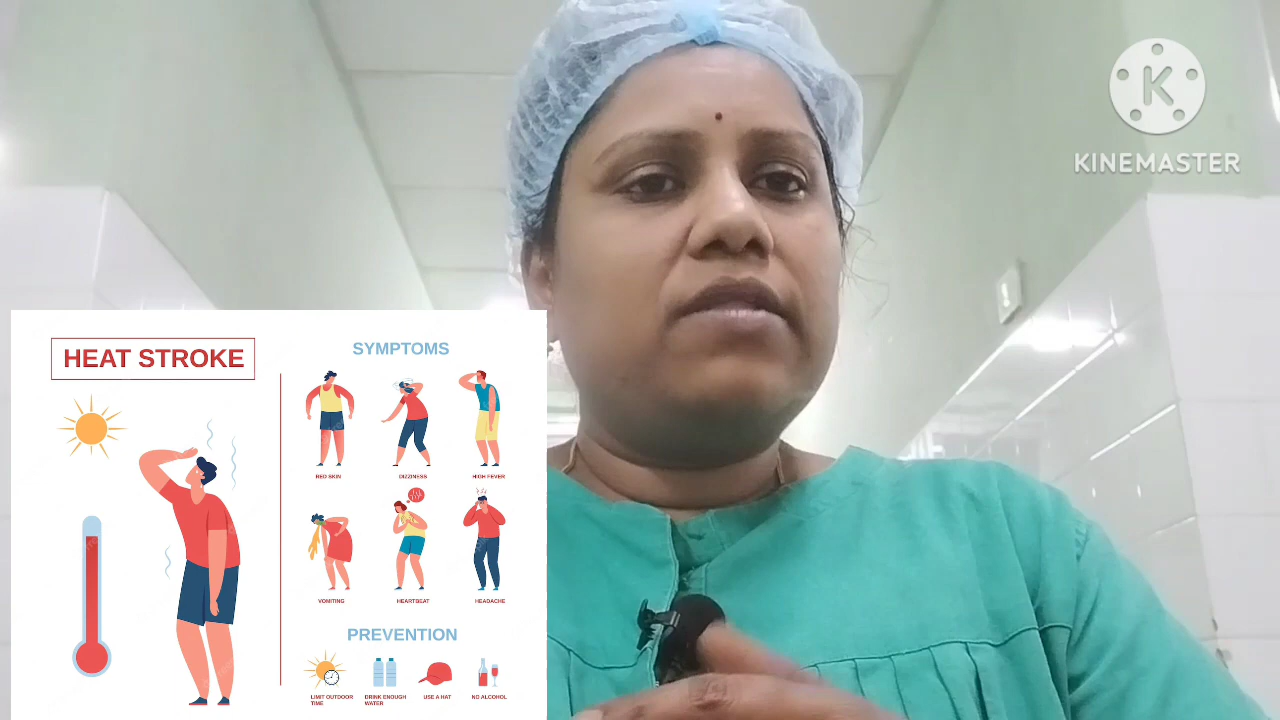 K
KINEMASTER
HEAT STROKE
SYMPTOMS
RED SKIN
DIZZINESS
HIGH FEVER
VOMITING
HEARTBEAT
HEADACHE
PREVENTION
LIMIT OUTDOOR
TIME
DRINK ENOUGH
WATER
USE A HAT
NO ALCOHOL